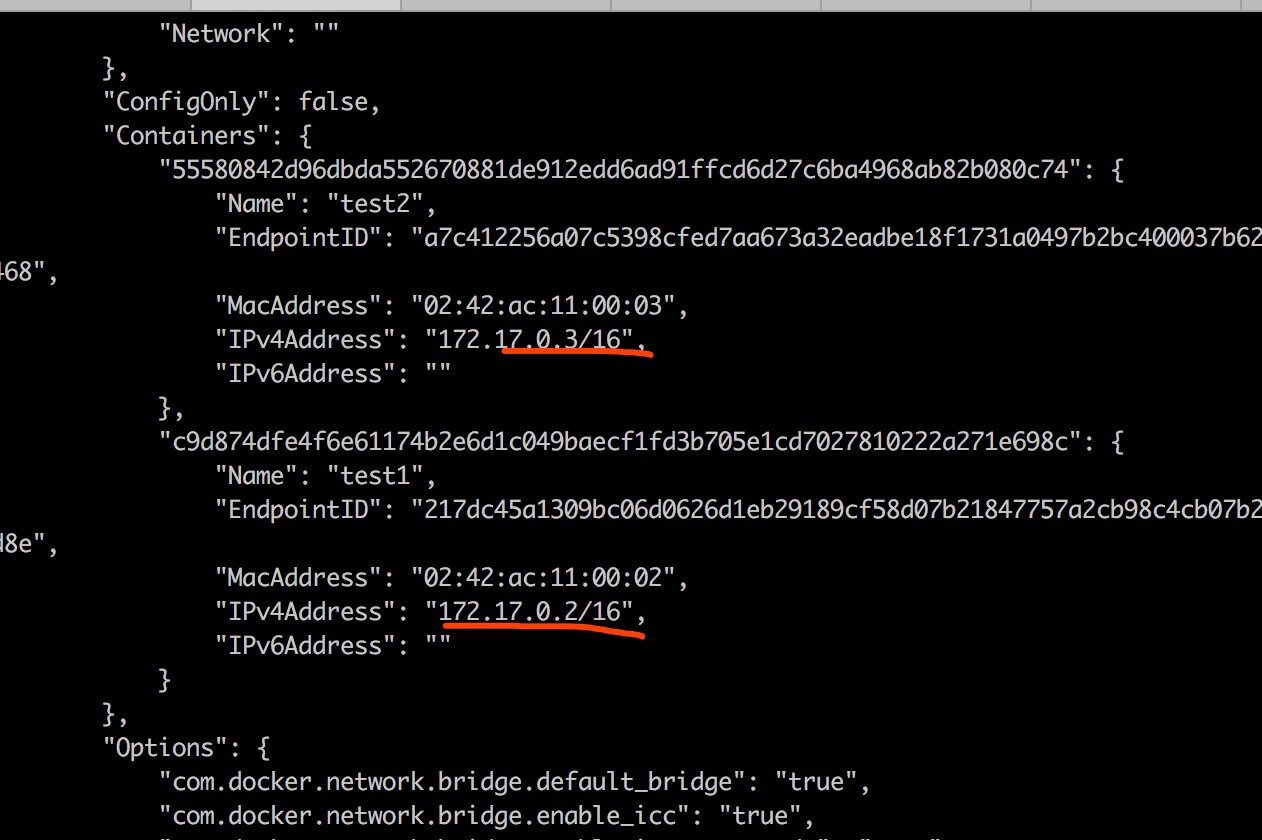 "Network": ""
},
"ConfigOnly": false,
"Containers": {
"55580842d96dbda552670881de912edd6ad91ffcd6d27c6ba4968ab82b080c74": {
"Name": "test2",
"EndpointID": "a7c412256a07c5398cfed7aa673a32eadbe18f1731a0497b2bc400037b62
468",
"MacAddress": "02:42:ac:11:00:03",
"IPv4Address": "172.17.0.3/16",
"IPv6Address": ""
},
"c9d874dfe4f6e61174b2e6d1c049baecf1fd3b705e1cd7027810222a271e698c": {
"Name": "test1",
"EndpointID": "217dc45a1309bc06d0626d1eb29189cf58d07b21847757a2cb98c4cb07b2
d8e",
"MacAddress": "02:42:ac:11:00:02",
"IPv4Address": "172.17.0.2/16",
"IPv6Address": ""
}
},
"Options": {
"com.docker.network.bridge.default_bridge": "true",
"com.docker.network.bridge.enable_icc": "true",